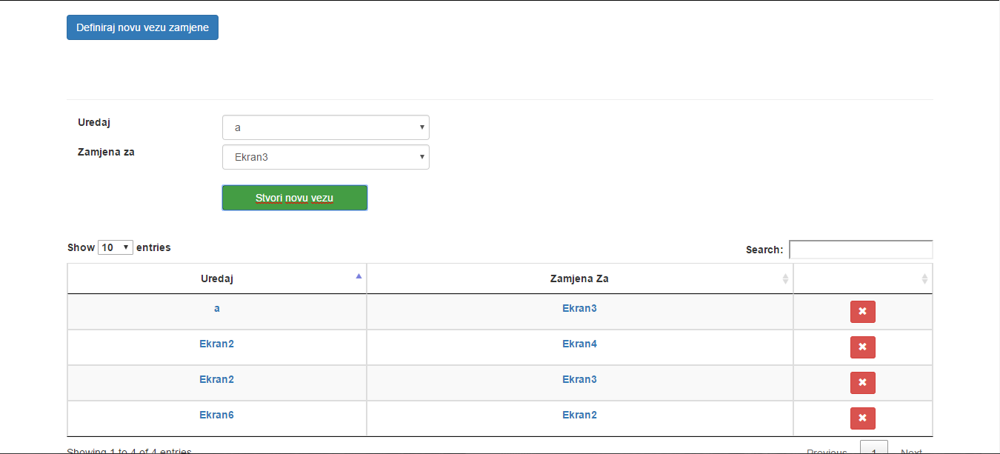 Definiraj novu vezu zamjene
Uredaj
a
Zamjena za
Ekran3
Stvori novu vezu
Show 10 entries
Search:
Uredaj Zamjena Za
a Ekran3
Ekran2 Ekran4
Ekran2 Ekran3
Ekran6 Ekran2
Showing 1 to 4 of 4 entries
Previous 1 Next